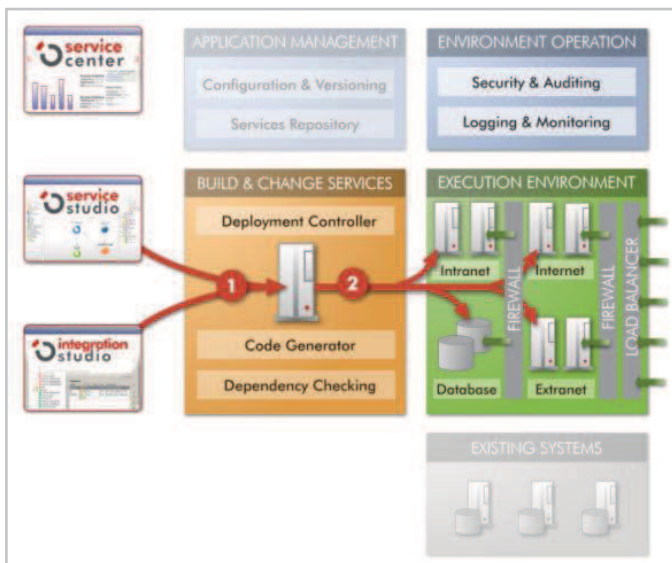 service
center
APPLICATION MANAGEMENT
Configuration & Versioning
Services Repository
ENVIRONMENT OPERATION
Security & Auditing
Logging & Monitoring
service
studio
BUILD & CHANGE SERVICES
Deployment Controller
1
2
Code Generator
Dependency Checking
EXECUTION ENVIRONMENT
Intranet
FIREWALL
Internet
FIREWALL
LOAD BALANCER
Database
Extranet
integration
studio
EXISTING SYSTEMS